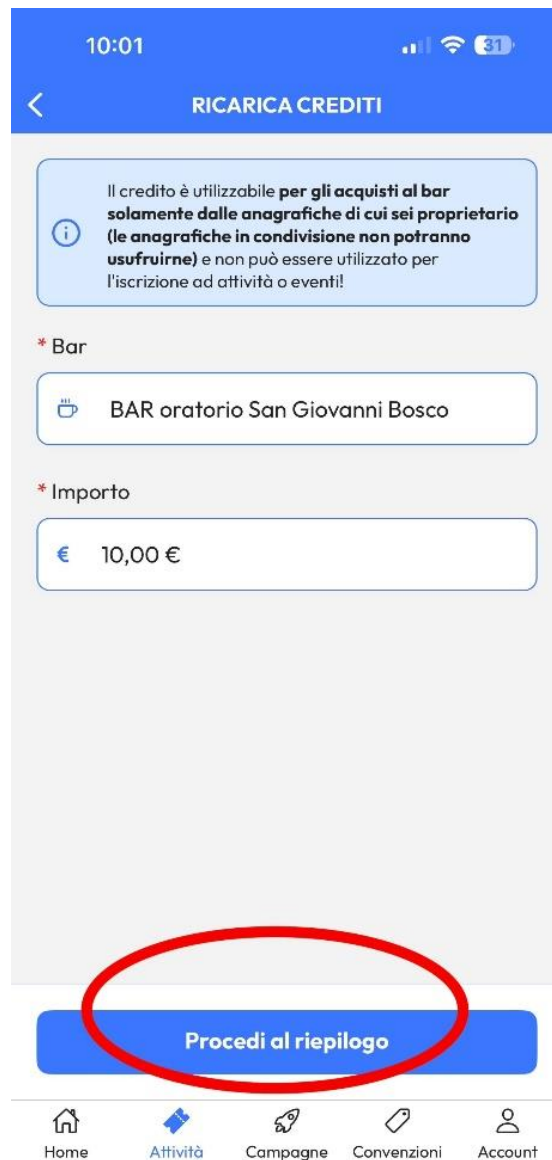 10:01
31
RICARICA CREDITI
Il credito è utilizzabile per gli acquisti al bar
solamente dalle anagrafiche di cui sei proprietario
(le anagrafiche in condivisione non potranno
usufruirne) e non può essere utilizzato per
l'iscrizione ad attività o eventi!
* Bar
BAR oratorio San Giovanni Bosco
* Importo
€ 10,00 €
Procedi al riepilogo
Home Attività Campagne Convenzioni Account